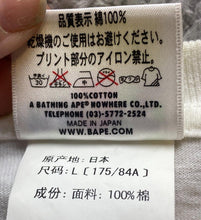 品質表示 綿100%
乾燥機のご使用はお避けください。
プリント部分のアイロン禁止。
100%COTTON
A BATHING APE® NOWHERE CO.,LTD.
TELEPHONE 03-5772-2524
WWW.BAPE.COM
原产地: 日本
尺码: L [175/84A]
成份: 面料: 100%棉